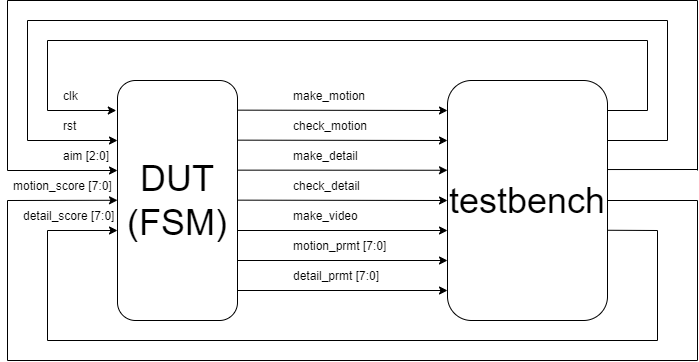 clk
make_motion
rst
check_motion
aim [2:0]
make_detail
motion_score [7:0]
check_detail
detail_score [7:0]
make_video
motion_prmt [7:0]
detail_prmt [7:0]
DUT
(FSM)
testbench